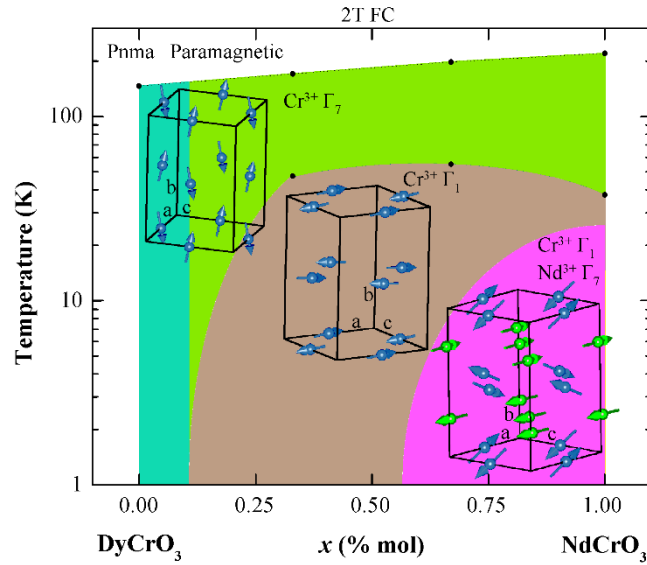 2T FC
Pnma Paramagnetic
Cr³⁺ Γ₇
100
Cr³⁺ Γ₁
b
a c
Cr³⁺ Γ₁
Nd³⁺ Γ₇
10
b
a c
b
a c
1
Temperature (K)
0.00 0.25 0.50 0.75 1.00
DyCrO₃ x (% mol) NdCrO₃